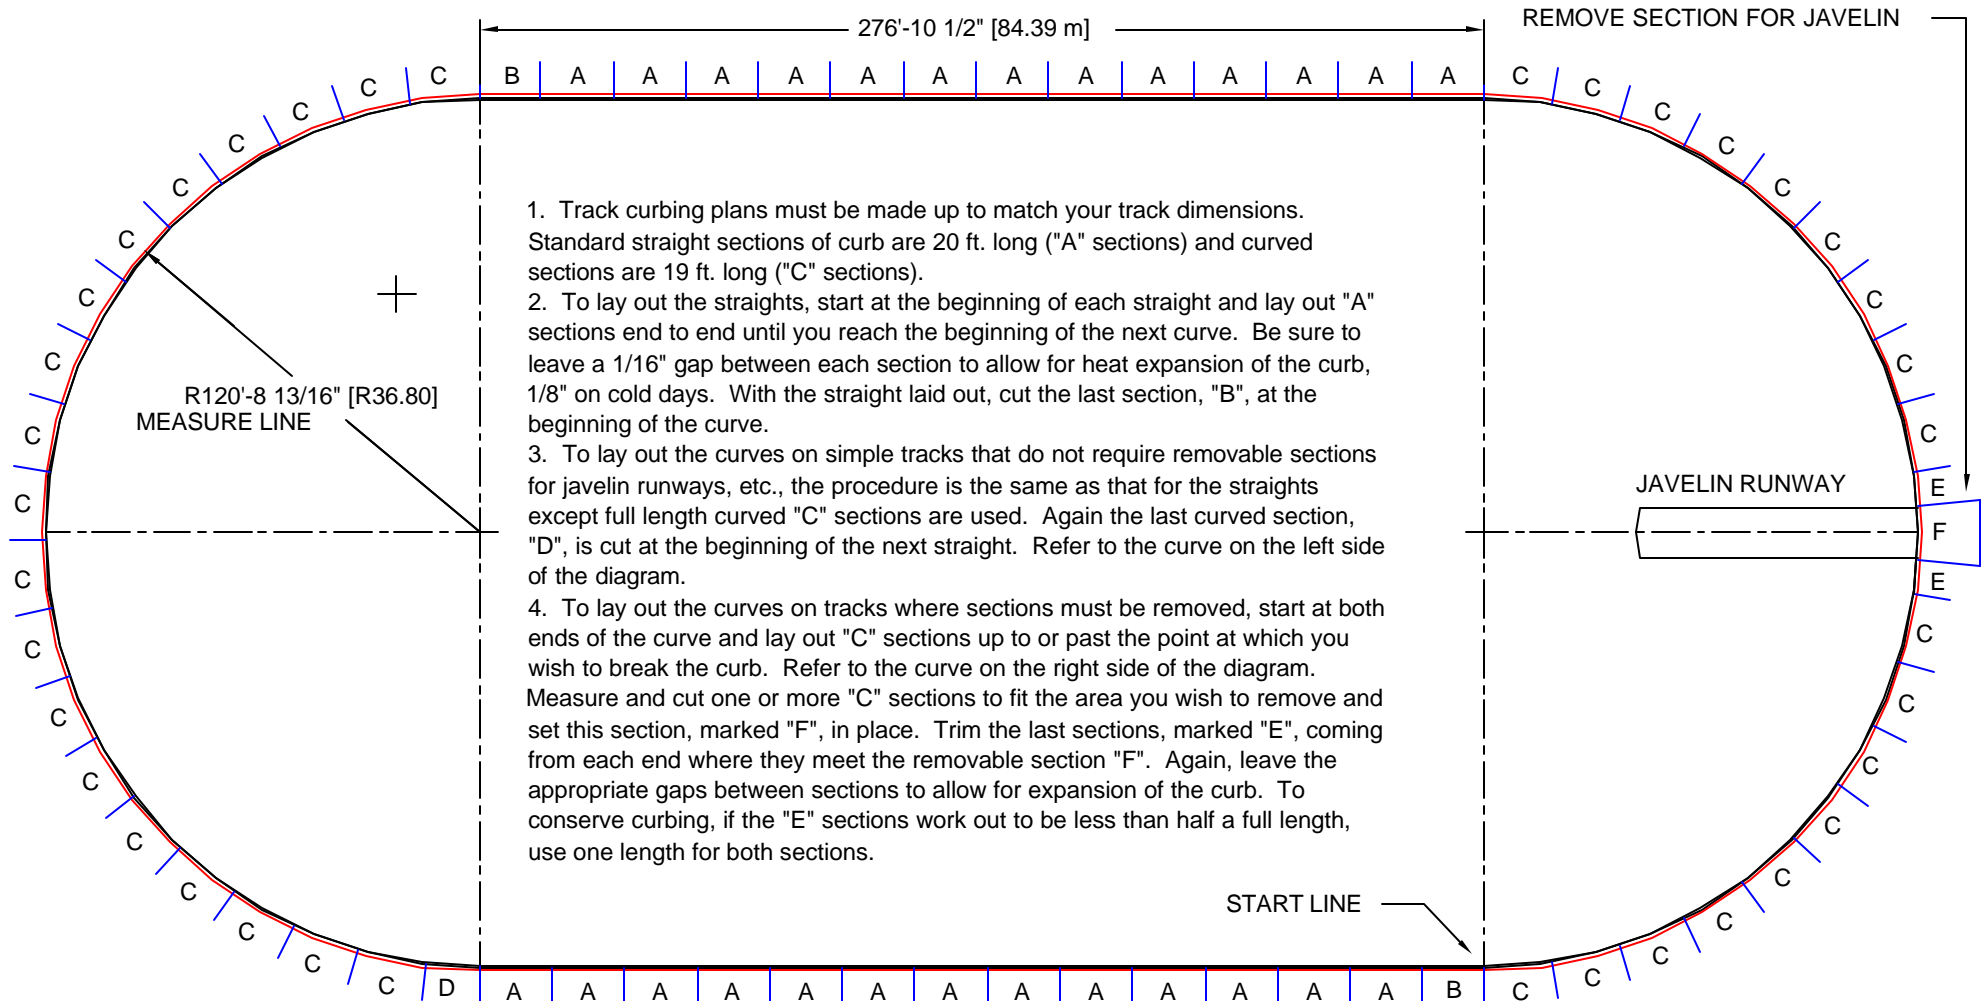 276'-10 1/2" [84.39 m]
REMOVE SECTION FOR JAVELIN
C C C C C C C C C C C C C C C C C C C D
B A A A A A A A A A A A A A
C C C C C C C C C
E
F
E
C C C C C C C C C
R120'-8 13/16" [R36.80]
MEASURE LINE
1. Track curbing plans must be made up to match your track dimensions.
Standard straight sections of curb are 20 ft. long ("A" sections) and curved
sections are 19 ft. long ("C" sections).
2. To lay out the straights, start at the beginning of each straight and lay out "A"
sections end to end until you reach the beginning of the next curve. Be sure to
leave a 1/16" gap between each section to allow for heat expansion of the curb,
1/8" on cold days. With the straight laid out, cut the last section, "B", at the
beginning of the curve.
3. To lay out the curves on simple tracks that do not require removable sections
for javelin runways, etc., the procedure is the same as that for the straights
except full length curved "C" sections are used. Again the last curved section,
"D", is cut at the beginning of the next straight. Refer to the curve on the left side
of the diagram.
4. To lay out the curves on tracks where sections must be removed, start at both
ends of the curve and lay out "C" sections up to or past the point at which you
wish to break the curb. Refer to the curve on the right side of the diagram.
Measure and cut one or more "C" sections to fit the area you wish to remove and
set this section, marked "F", in place. Trim the last sections, marked "E", coming
from each end where they meet the removable section "F". Again, leave the
appropriate gaps between sections to allow for expansion of the curb. To
conserve curbing, if the "E" sections work out to be less than half a full length,
use one length for both sections.
JAVELIN RUNWAY
START LINE
A A A A A A A A A A A A A B